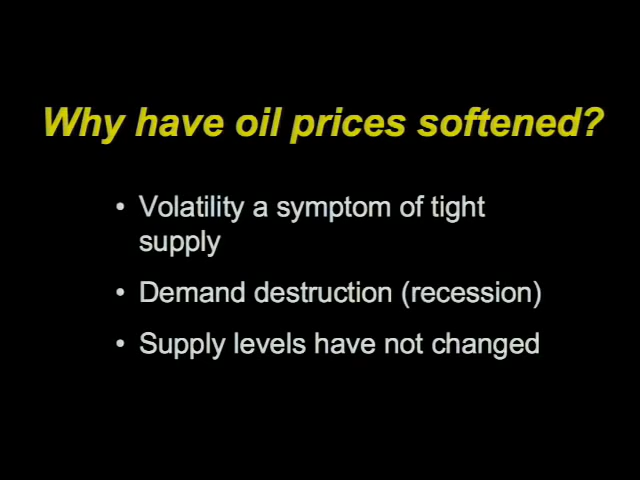 Why have oil prices softened?
• Volatility a symptom of tight
supply
• Demand destruction (recession)
• Supply levels have not changed